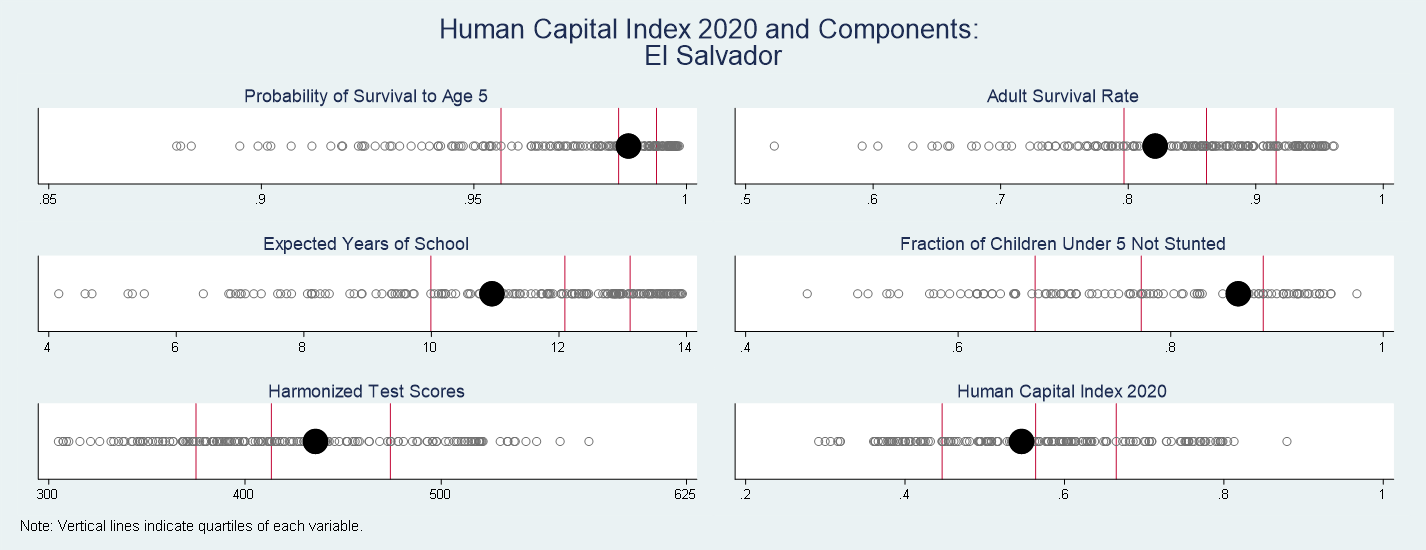 Human Capital Index 2020 and Components:
El Salvador
Probability of Survival to Age 5
.85 .9 .95 1
Adult Survival Rate
.5 .6 .7 .8 .9 1
Expected Years of School
4 6 8 10 12 14
Fraction of Children Under 5 Not Stunted
.4 .6 .8 1
Harmonized Test Scores
300 400 500 625
Human Capital Index 2020
.2 .4 .6 .8 1
Note: Vertical lines indicate quartiles of each variable.